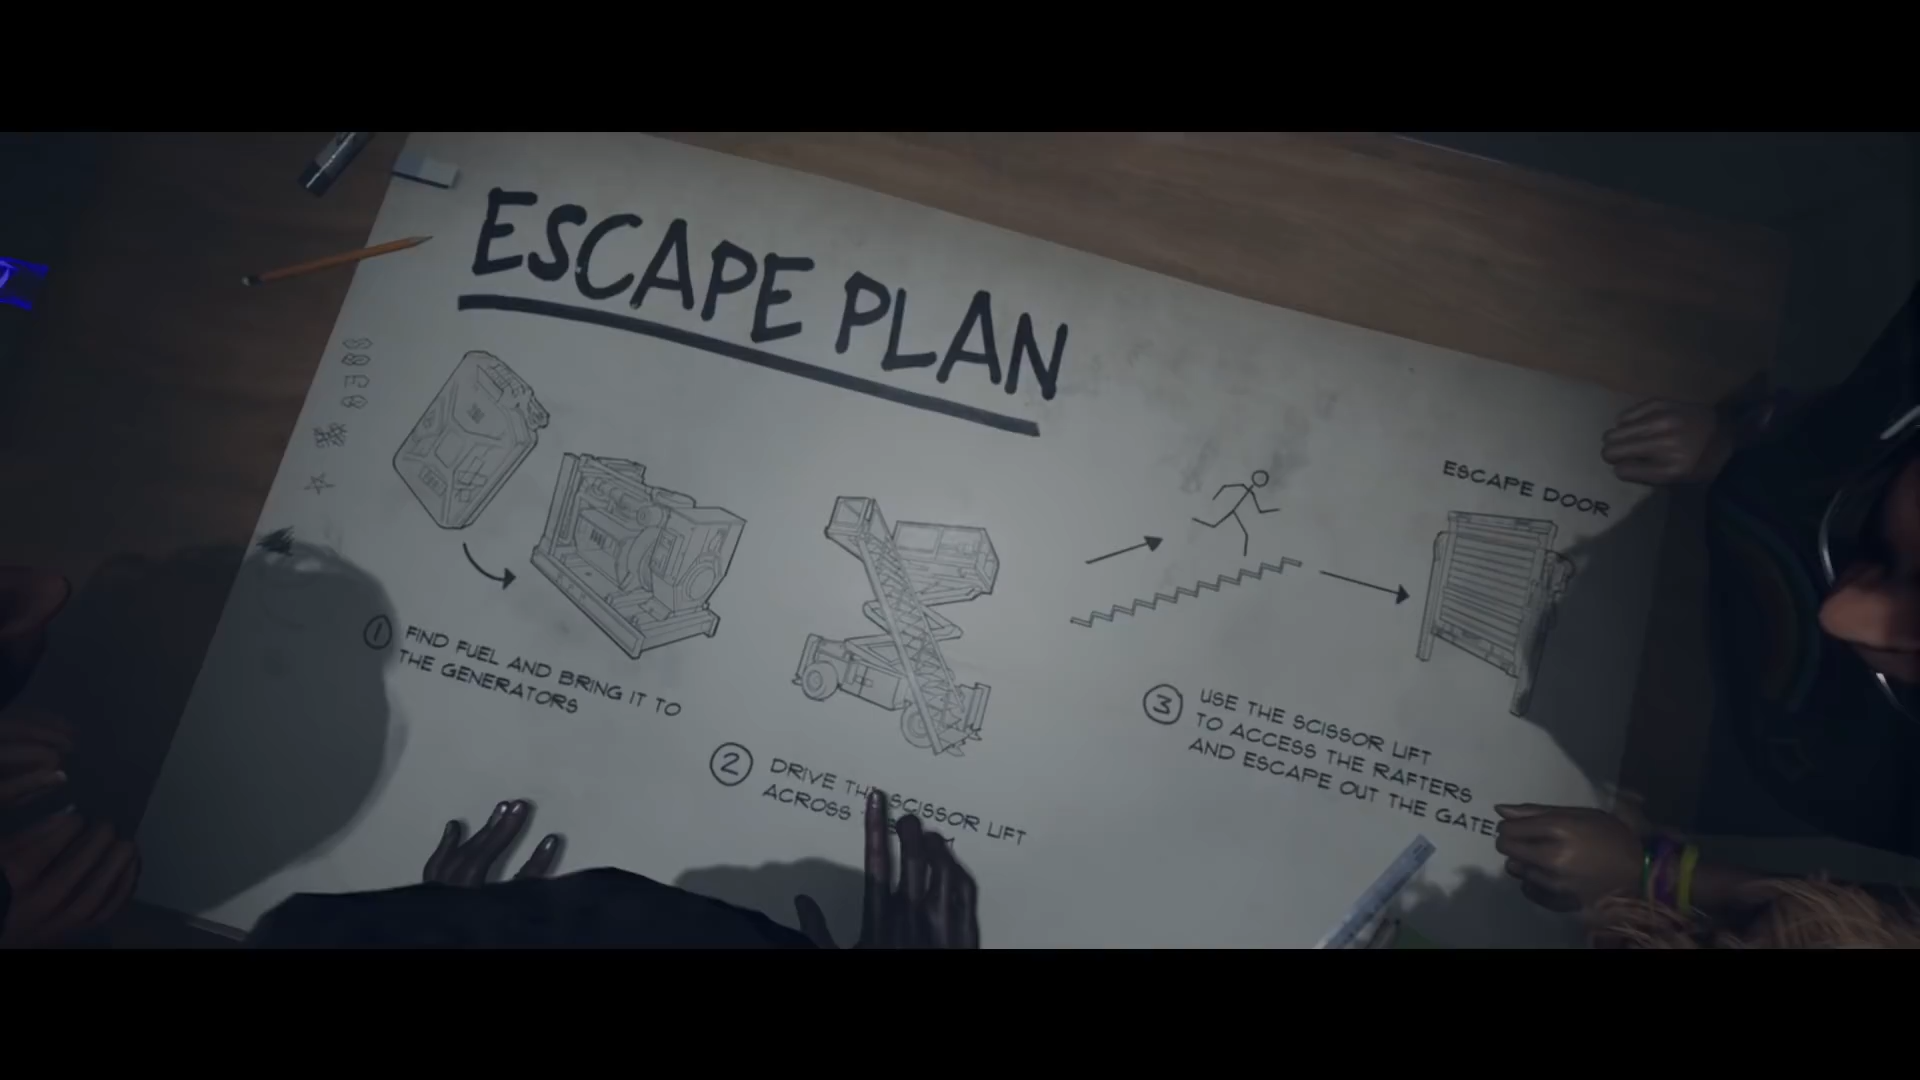 ESCAPE PLAN
ESCAPE DOOR
1 FIND FUEL AND BRING IT TO
THE GENERATORS
2 DRIVE THE SCISSOR LIFT
ACROSS
3 USE THE SCISSOR LIFT
TO ACCESS THE RAFTERS
AND ESCAPE OUT THE GATE